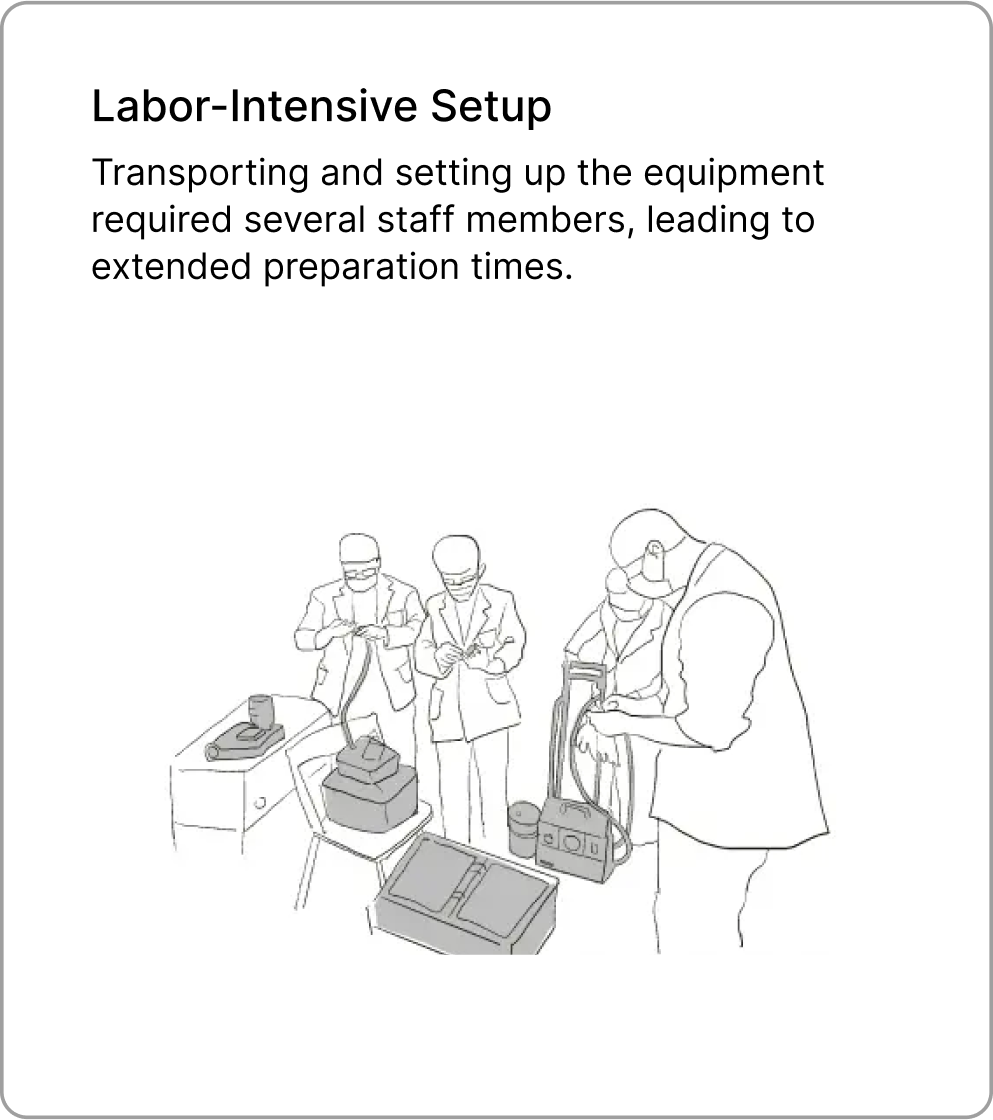 Labor-Intensive Setup
Transporting and setting up the equipment
required several staff members, leading to
extended preparation times.